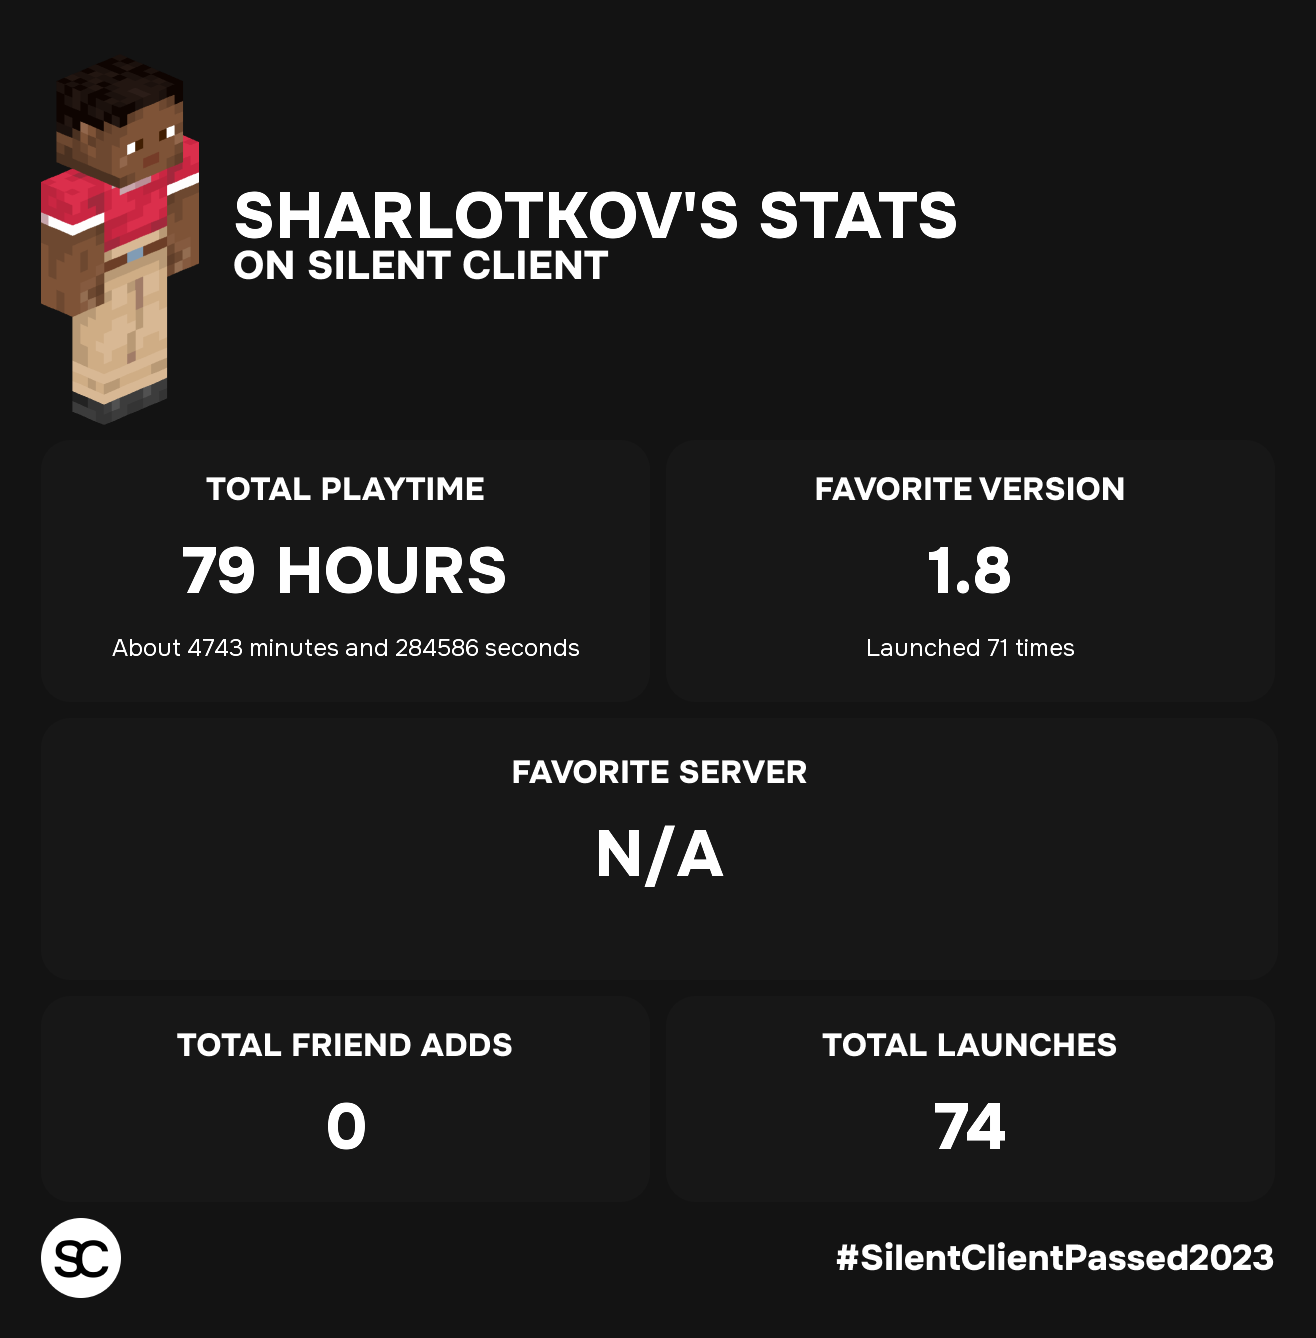 SHARLOTKOV'S STATS
ON SILENT CLIENT
TOTAL PLAYTIME
79 HOURS
About 4743 minutes and 284586 seconds
FAVORITE VERSION
1.8
Launched 71 times
FAVORITE SERVER
N/A
TOTAL FRIEND ADDS
0
TOTAL LAUNCHES
74
SC
#SilentClientPassed2023